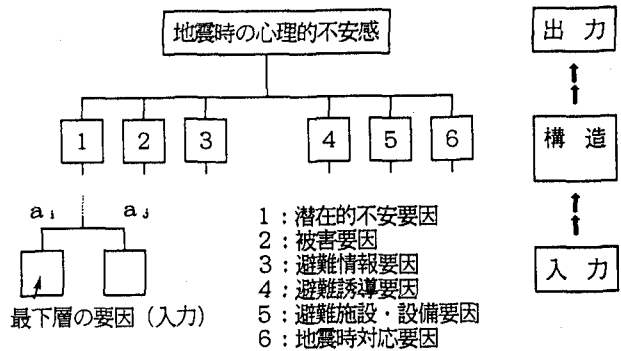 地震時の心理的不安感
出 力
1 2 3 4 5 6
構 造
a i a j
1：潜在的不安要因
2：被害要因
3：避難情報要因
4：避難誘導要因
5：避難施設・設備要因
6：地震時対応要因
入 力
最下層の要因（入力）